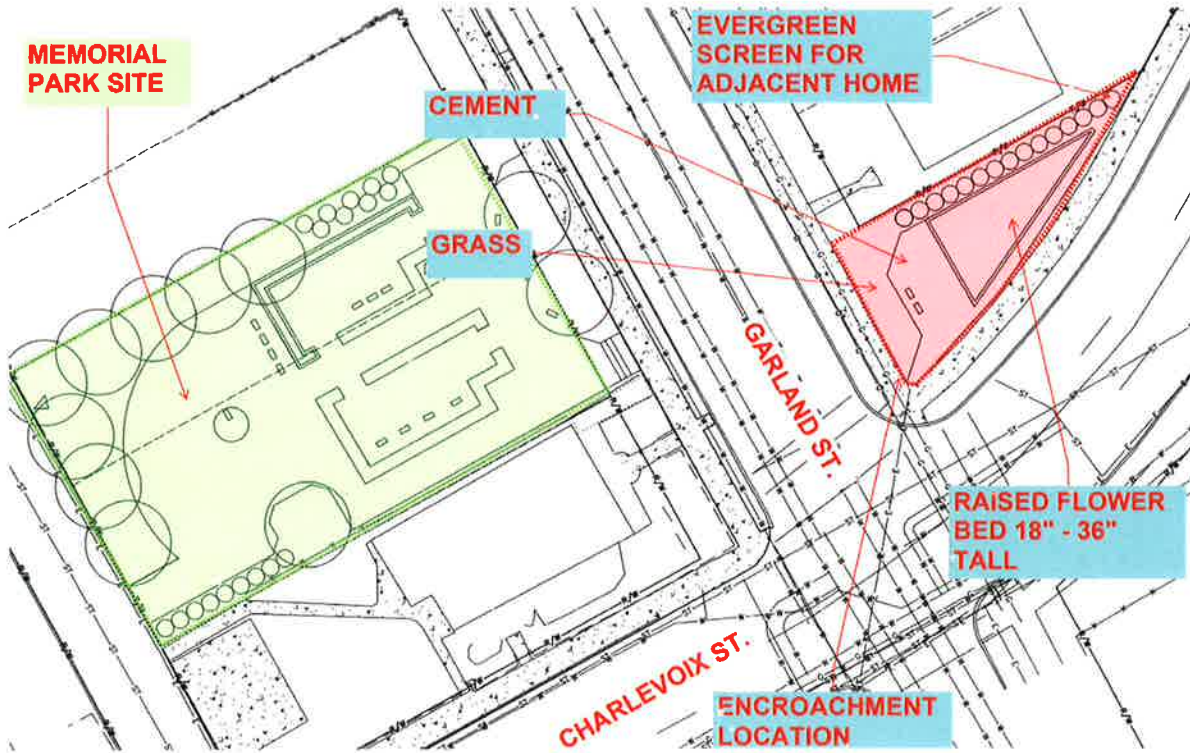 MEMORIAL
PARK SITE
EVERGREEN
SCREEN FOR
ADJACENT HOME
CEMENT
GRASS
GARLAND ST.
RAISED FLOWER
BED 18" - 36"
TALL
CHARLEVOIX ST.
ENCROACHMENT
LOCATION